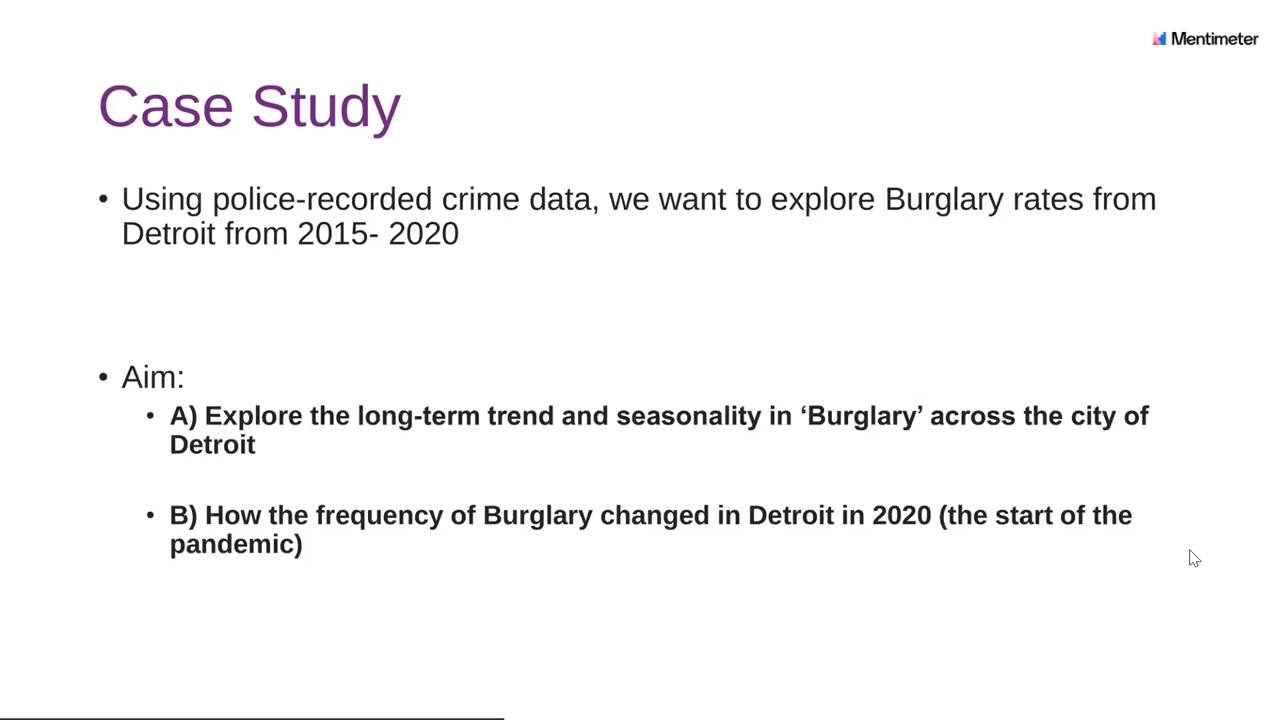 Mentimeter
Case Study
• Using police-recorded crime data, we want to explore Burglary rates from
Detroit from 2015- 2020
• Aim:
• A) Explore the long-term trend and seasonality in ‘Burglary’ across the city of
Detroit
• B) How the frequency of Burglary changed in Detroit in 2020 (the start of the
pandemic)